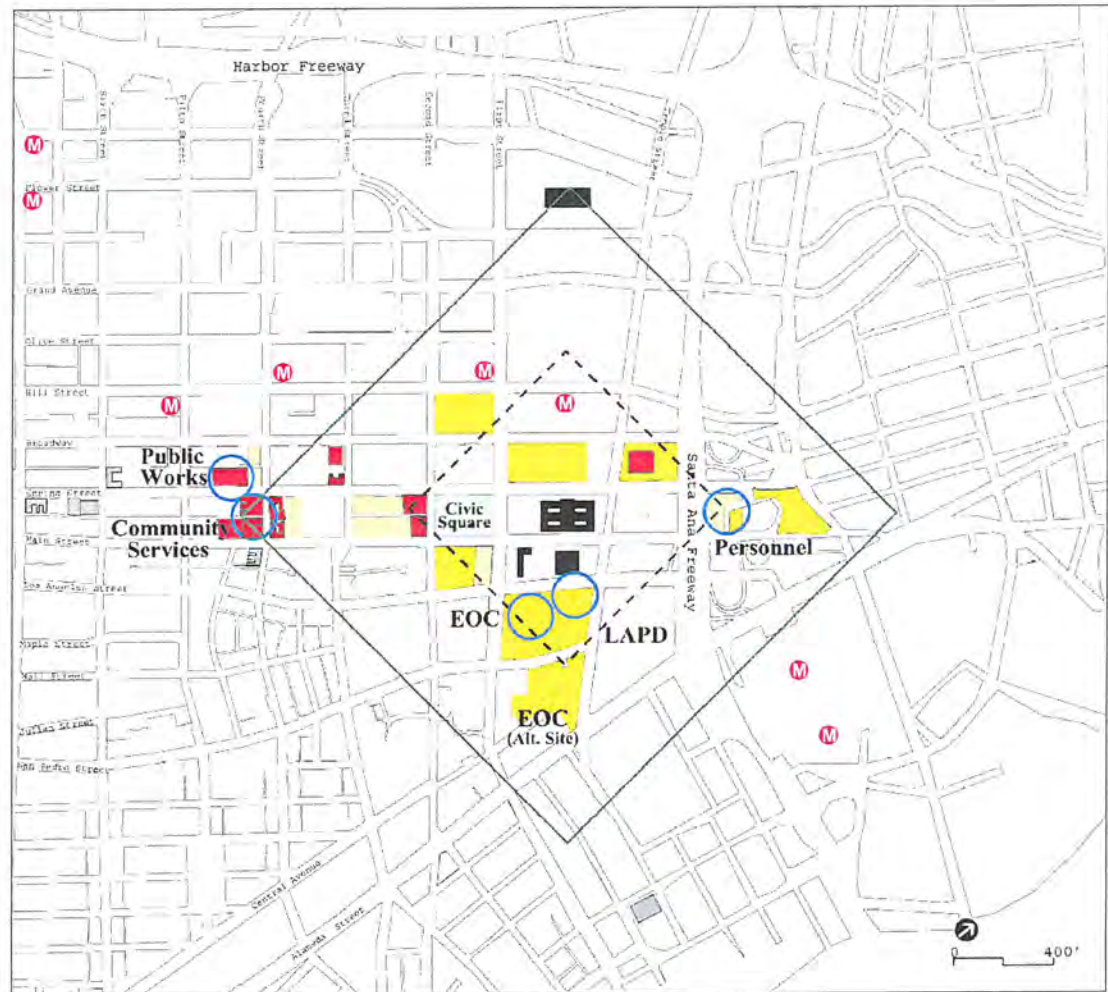 Harbor Freeway
Second Street
Flower Street
Grand Avenue
Olive Street
Hill Street
Broadway
Spring Street
Main Street
Los Angeles Street
Maple Street
Wall Street
San Pedro Street
M
M
M
M
M
M
M
M
Public
Works
Community
Services
Civic
Square
Santa Ana Freeway
Personnel
EOC
LAPD
EOC
(Alt. Site)
Central Avenue
Alameda Street
0
400'